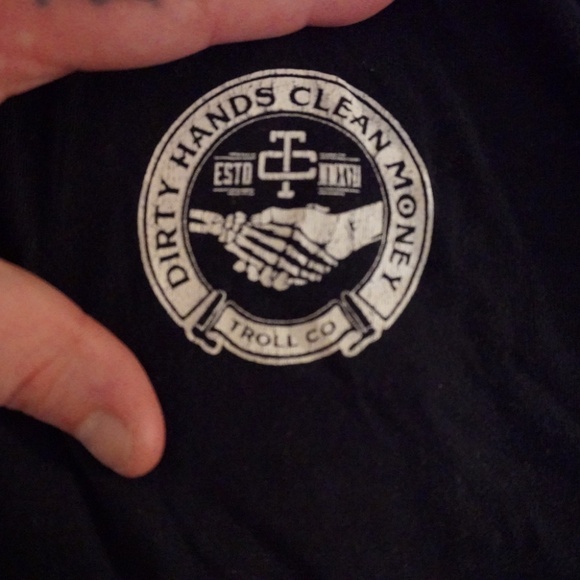 DIRTY HANDS CLEAN MONEY
TC
ESTD
TROLL CO